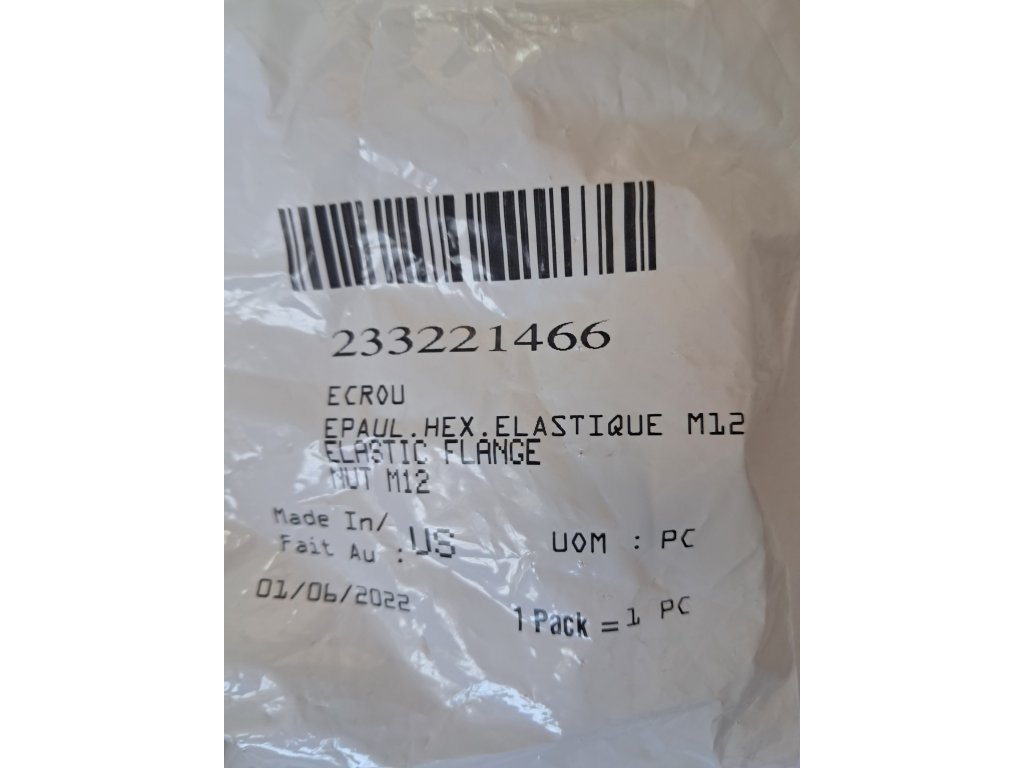 233221466
ECROU
EPAUL.HEX.ELASTIQUE M12
ELASTIC FLANGE
NUT M12
Made In/
Fait Au : US
UOM : PC
01/06/2022
1 Pack = 1 PC